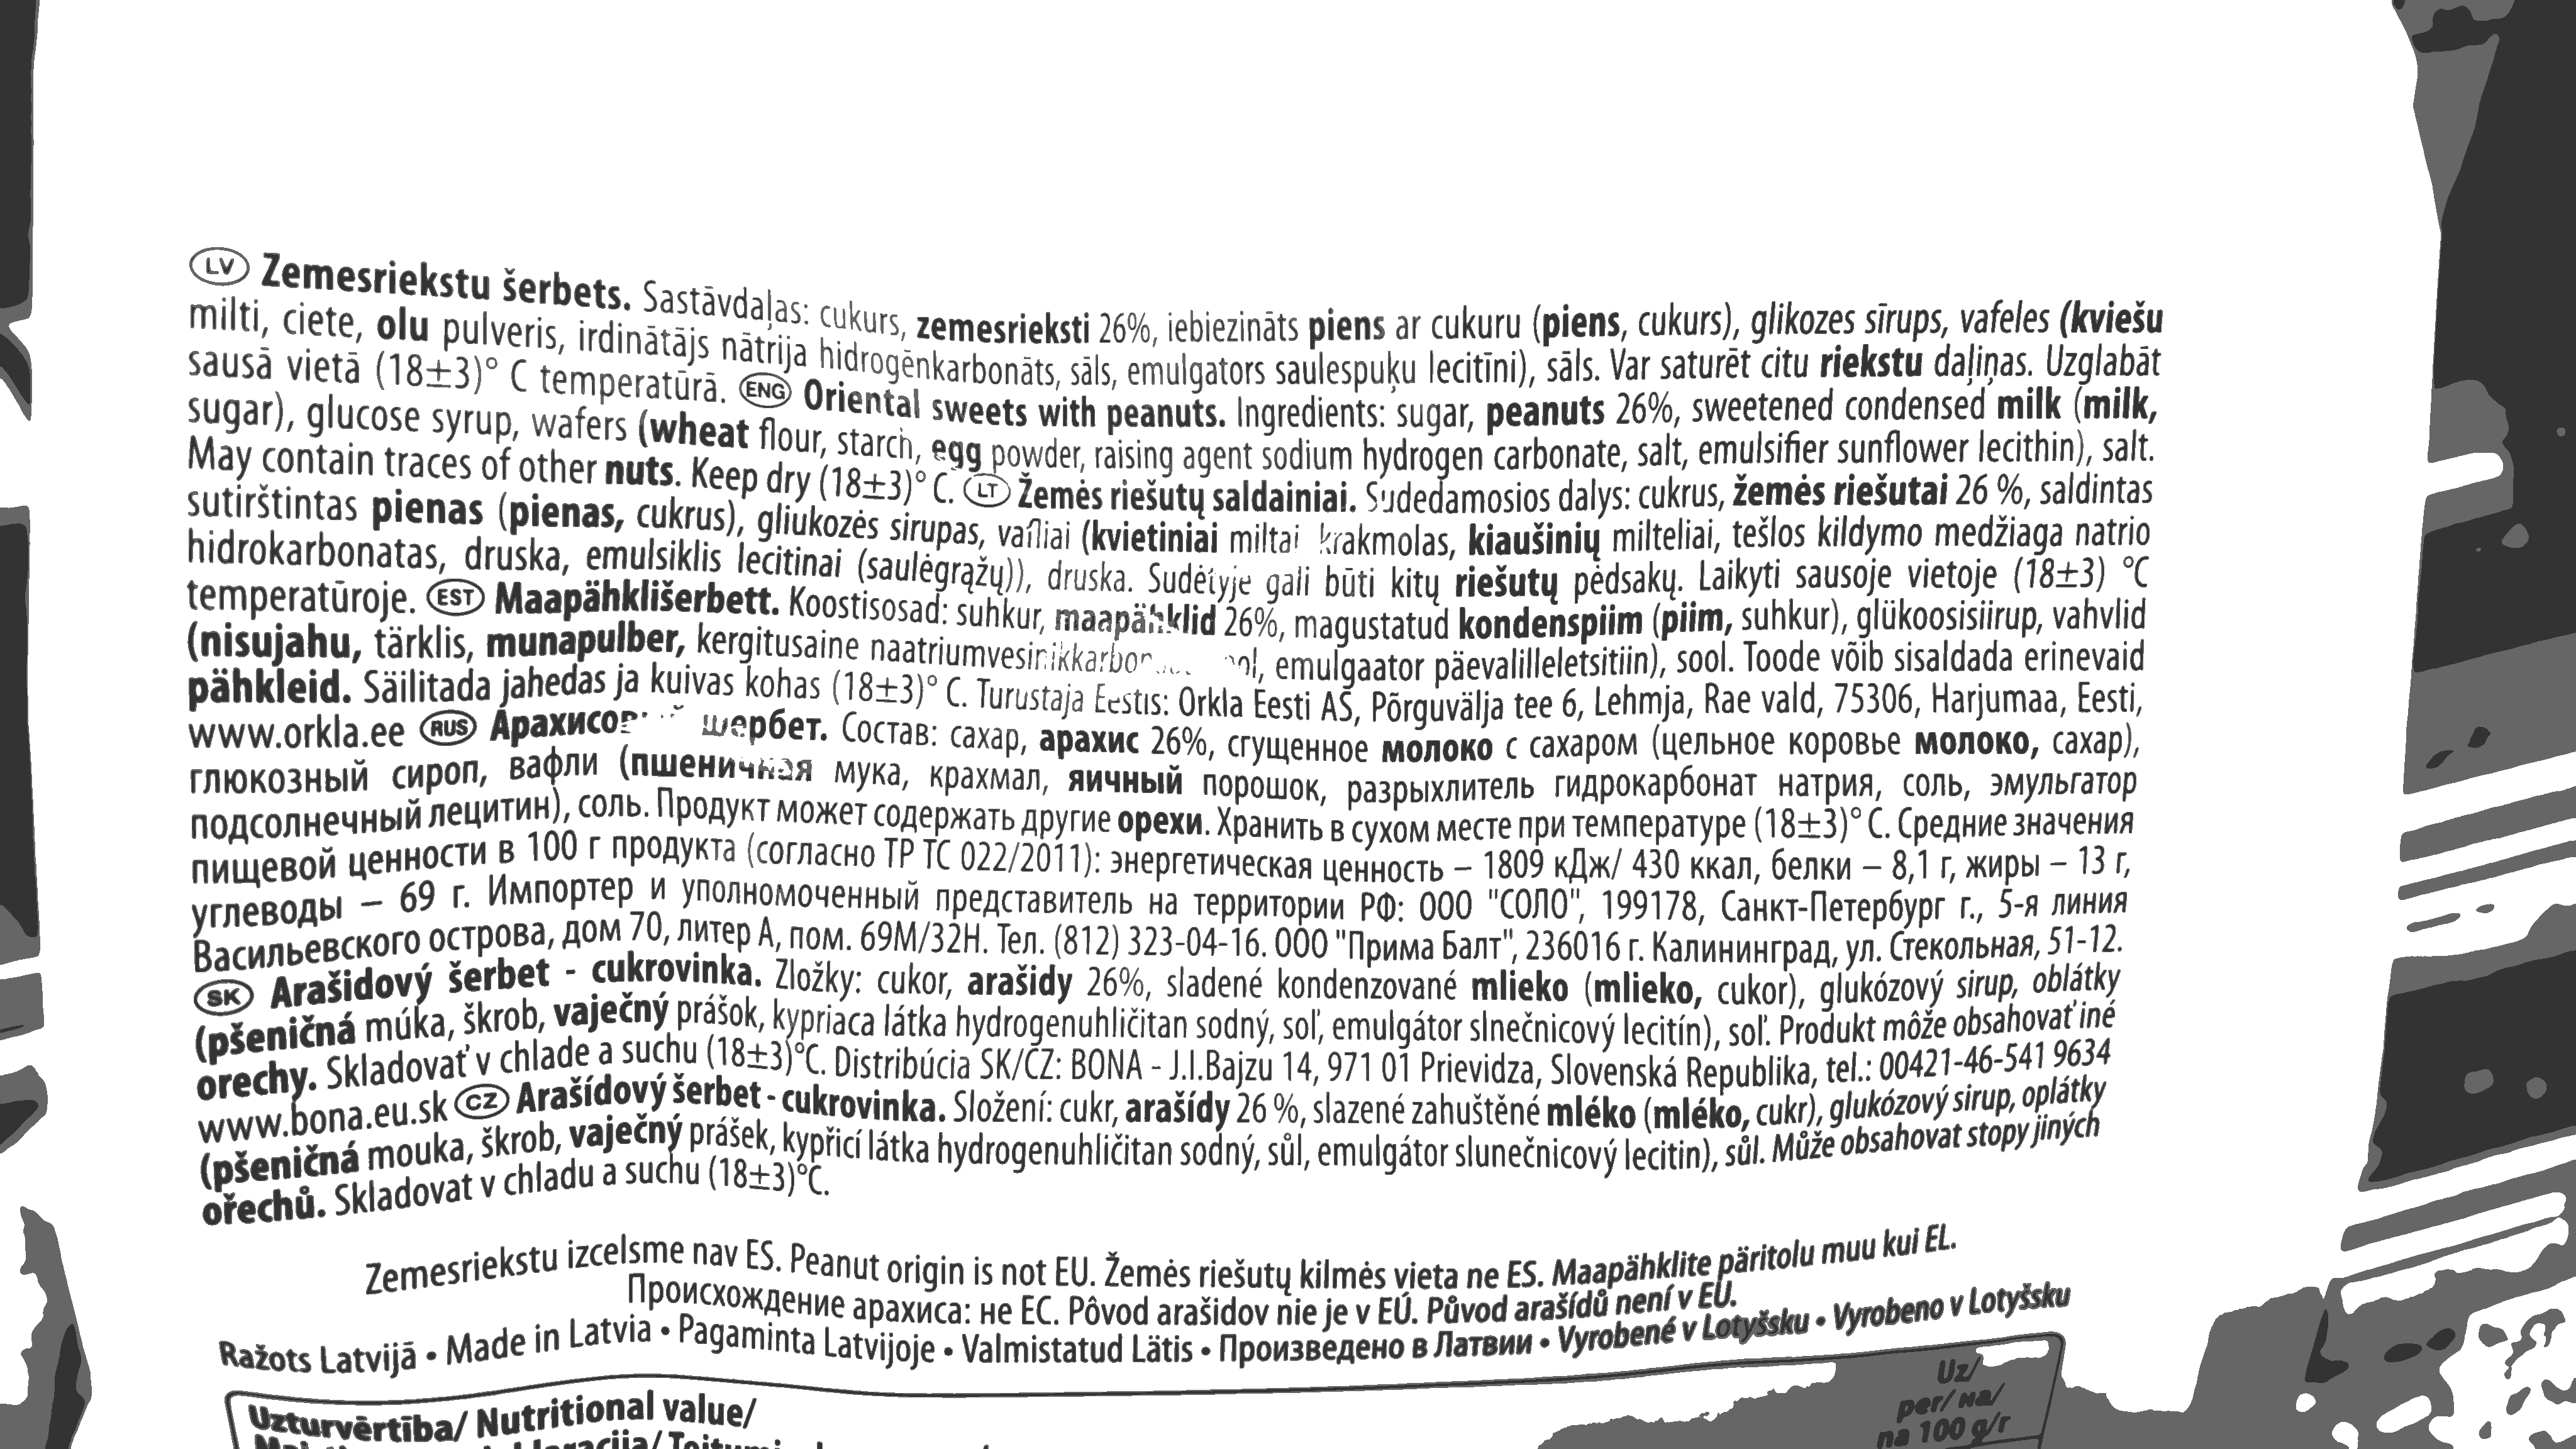 LV Zemesriekstu šerbets. Sastāvdaļas: cukurs, zemesrieksti 26%, iebiezināts piens ar cukuru (piens, cukurs), glikozes sīrups, vafeles (kviešu
milti, ciete, olu pulveris, irdinātājs nātrija hidrogēnkarbonāts, sāls, emulgators saulespuķu lecitīni), sāls. Var saturēt citu riekstu daļiņas. Uzglabāt
sausā vietā (18±3)° C temperatūrā. ENG Oriental sweets with peanuts. Ingredients: sugar, peanuts 26%, sweetened condensed milk (milk,
sugar), glucose syrup, wafers (wheat flour, starch, egg powder, raising agent sodium hydrogen carbonate, salt, emulsifier sunflower lecithin), salt.
May contain traces of other nuts. Keep dry (18±3)° C. LT Žemės riešutų saldainiai. Sudedamosios dalys: cukrus, žemės riešutai 26 %, saldintas
sutirštintas pienas (pienas, cukrus), gliukozės sirupas, vafliai (kvietiniai miltai krakmolas, kiaušinių milteliai, tešlos kildymo medžiaga natrio
hidrokarbonatas, druska, emulsiklis lecitinai (saulėgrąžų)), druska. Sudėtyje gali būti kitų riešutų pėdsakų. Laikyti sausoje vietoje (18±3) °C
temperatūroje. EST Maapähklišerbett. Koostisosad: suhkur, maapähklid 26%, magustatud kondenspiim (piim, suhkur), glükoosisiirup, vahvlid
(nisujahu, tärklis, munapulber, kergitusaine emulgaator päevalilleletsitiin), sool. Toode võib sisaldada erinevaid
pähkleid. Säilitada jahedas ja kuivas kohas (18±3)° C. Turustaja Eestis: Orkla Eesti AS, Põrguvälja tee 6, Lehmja, Rae vald, 75306, Harjumaa, Eesti,
www.orkla.ee RUS шербет. Состав: сахар, арахис 26%, сгущенное молоко с сахаром (цельное коровье молоко, сахар),
глюкозный сироп, вафли (пшеничная мука, крахмал, яичный порошок, разрыхлитель гидрокарбонат натрия, соль, эмульгатор
подсолнечный лецитин), соль. Продукт может содержать другие орехи. Хранить в сухом месте при температуре (18±3)° С. Средние значения
пищевой ценности в 100 г продукта (согласно ТР ТС 022/2011): энергетическая ценность – 1809 кДж/ 430 ккал, белки – 8,1 г, жиры – 13 г,
углеводы – 69 г. Импортер и уполномоченный представитель на территории РФ: ООО "СОЛО", 199178, Санкт-Петербург г., 5-я линия
Васильевского острова, дом 70, литер А, пом. 69М/32Н. Тел. (812) 323-04-16. ООО "Прима Балт", 236016 г. Калининград, ул. Стекольная, 51-12.
SK Arašidový šerbet - cukrovinka. Zložky: cukor, arašidy 26%, sladené kondenzované mlieko (mlieko, cukor), glukózový sirup, oblátky
(pšeničná múka, škrob, vaječný prášok, kypriaca látka hydrogenuhličitan sodný, soľ, emulgátor slnečnicový lecitín), soľ. Produkt môže obsahovať iné
orechy. Skladovať v chlade a suchu (18±3)°C. Distribúcia SK/CZ: BONA - J.I.Bajzu 14, 971 01 Prievidza, Slovenská Republika, tel.: 00421-46-541 9634
www.bona.eu.sk CZ Arašídový šerbet - cukrovinka. Složení: cukr, arašídy 26 %, slazené zahuštěné mléko (mléko, cukr), glukózový sirup, oplátky
(pšeničná mouka, škrob, vaječný prášek, kypřicí látka hydrogenuhličitan sodný, sůl, emulgátor slunečnicový lecitin), sůl. Může obsahovat stopy jiných
ořechů. Skladovat v chladu a suchu (18±3)°C.
Zemesriekstu izcelsme nav ES. Peanut origin is not EU. Žemės riešutų kilmės vieta ne ES. Maapähklite päritolu muu kui EL.
Происхождение арахиса: не ЕС. Pôvod arašidov nie je v EÚ. Původ arašídů není v EU.
Ražots Latvijā • Made in Latvia • Pagaminta Latvijoje • Valmistatud Lätis • Произведено в Латвии • Vyrobené v Lotyšsku • Vyrobeno v Lotyšsku
Uzturvērtība/ Nutritional value/
Uz/
per/ на/
na 100 g/г